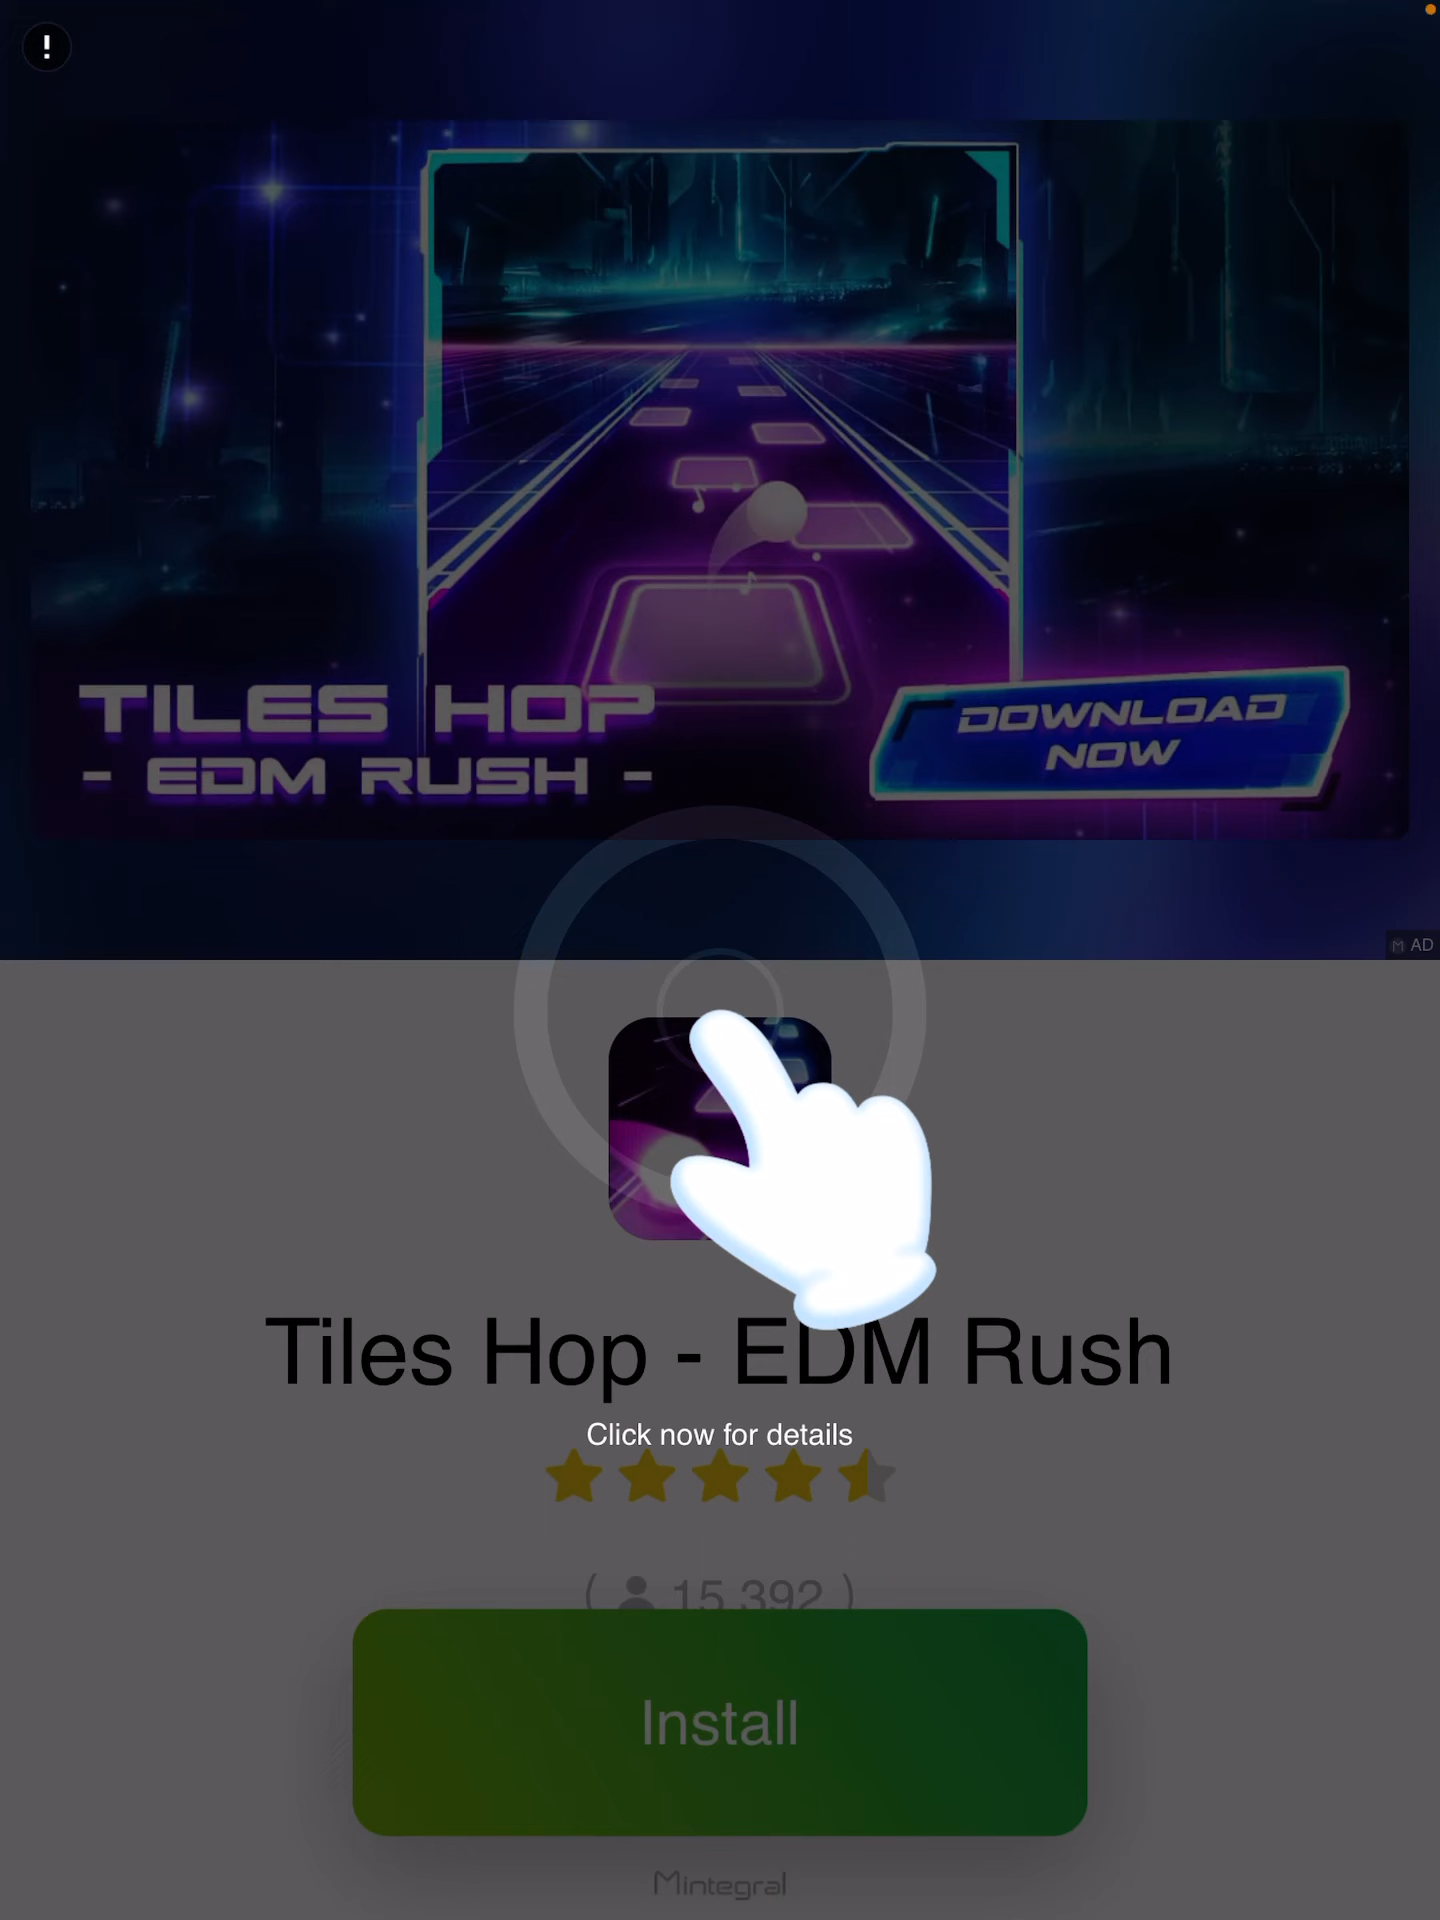 !
TILES HOP
- EDM RUSH -
DOWNLOAD
NOW
AD
Tiles Hop - EDM Rush
Click now for details
( 15,392 )
Install
Mintegral